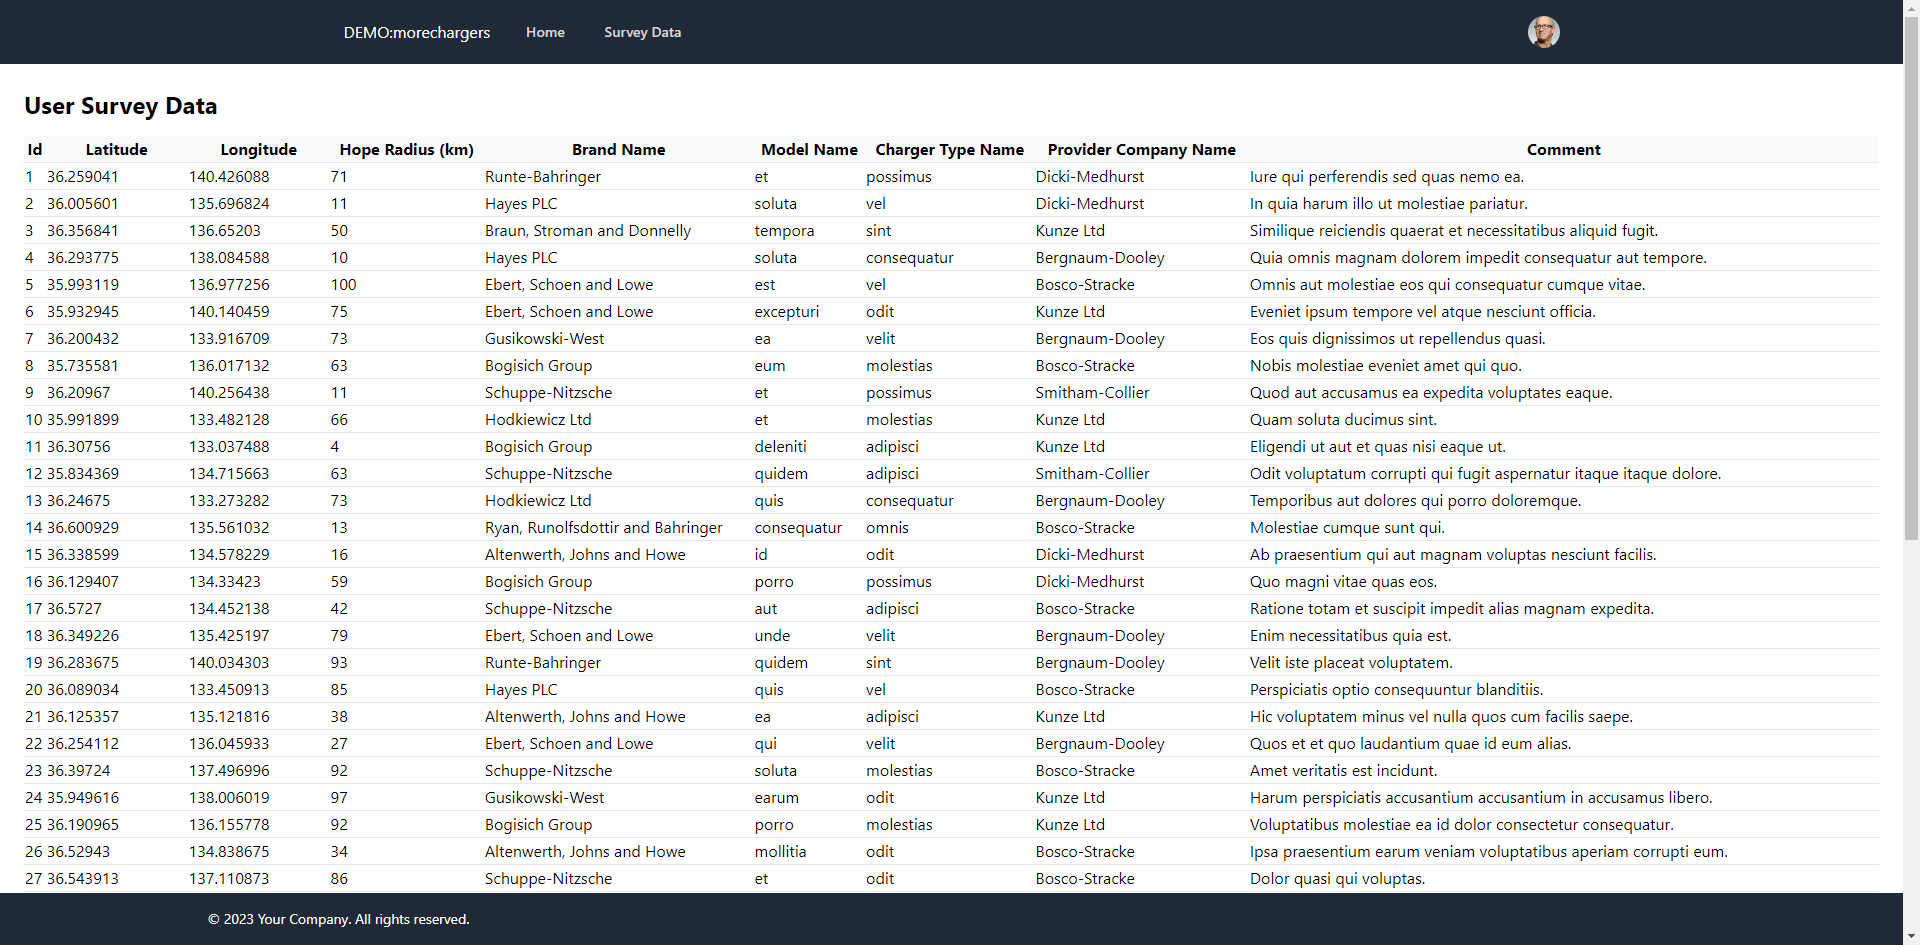 DEMO:morechargers Home Survey Data
User Survey Data
Id Latitude Longitude Hope Radius (km) Brand Name Model Name Charger Type Name Provider Company Name Comment
1 36.259041 140.426088 71 Runte-Bahringer et possimus Dicki-Medhurst Iure qui perferendis sed quas nemo ea.
2 36.005601 135.696824 11 Hayes PLC soluta vel Dicki-Medhurst In quia harum illo ut molestiae pariatur.
3 36.356841 136.65203 50 Braun, Stroman and Donnelly tempora sint Kunze Ltd Similique reiciendis quaerat et necessitatibus aliquid fugit.
4 36.293775 138.084588 10 Hayes PLC soluta consequatur Bergnaum-Dooley Quia omnis magnam dolorem impedit consequatur aut tempore.
5 35.993119 136.977256 100 Ebert, Schoen and Lowe est vel Bosco-Stracke Omnis aut molestiae eos qui consequatur cumque vitae.
6 35.932945 140.140459 75 Ebert, Schoen and Lowe excepturi odit Kunze Ltd Eveniet ipsum tempore vel atque nesciunt officia.
7 36.200432 133.916709 73 Gusikowski-West ea velit Bergnaum-Dooley Eos quis dignissimos ut repellendus quasi.
8 35.735581 136.017132 63 Bogisich Group eum molestias Bosco-Stracke Nobis molestiae eveniet amet qui quo.
9 36.20967 140.256438 11 Schuppe-Nitzsche et possimus Smitham-Collier Quod aut accusamus ea expedita voluptates eaque.
10 35.991899 133.482128 66 Hodkiewicz Ltd et molestias Kunze Ltd Quam soluta ducimus sint.
11 36.30756 133.037488 4 Bogisich Group deleniti adipisci Kunze Ltd Eligendi ut aut et quas nisi eaque ut.
12 35.834369 134.715663 63 Schuppe-Nitzsche quidem adipisci Smitham-Collier Odit voluptatum corrupti qui fugit aspernatur itaque itaque dolore.
13 36.24675 133.273282 73 Hodkiewicz Ltd quis consequatur Bergnaum-Dooley Temporibus aut dolores qui porro doloremque.
14 36.600929 135.561032 13 Ryan, Runolfsdottir and Bahringer consequatur omnis Bosco-Stracke Molestiae cumque sunt qui.
15 36.338599 134.578229 16 Altenwerth, Johns and Howe id odit Dicki-Medhurst Ab praesentium qui aut magnam voluptas nesciunt facilis.
16 36.129407 134.33423 59 Bogisich Group porro possimus Dicki-Medhurst Quo magni vitae quas eos.
17 36.5727 134.452138 42 Schuppe-Nitzsche aut adipisci Bosco-Stracke Ratione totam et suscipit impedit alias magnam expedita.
18 36.349226 135.425197 79 Ebert, Schoen and Lowe unde velit Bergnaum-Dooley Enim necessitatibus quia est.
19 36.283675 140.034303 93 Runte-Bahringer quidem sint Bergnaum-Dooley Velit iste placeat voluptatem.
20 36.089034 133.450913 85 Hayes PLC quis vel Bosco-Stracke Perspiciatis optio consequuntur blanditiis.
21 36.125357 135.121816 38 Altenwerth, Johns and Howe ea adipisci Kunze Ltd Hic voluptatem minus vel nulla quos cum facilis saepe.
22 36.254112 136.045933 27 Ebert, Schoen and Lowe qui velit Bergnaum-Dooley Quos et et quo laudantium quae id eum alias.
23 36.39724 137.496996 92 Schuppe-Nitzsche soluta molestias Bosco-Stracke Amet veritatis est incidunt.
24 35.949616 138.006019 97 Gusikowski-West earum odit Kunze Ltd Harum perspiciatis accusantium accusantium in accusamus libero.
25 36.190965 136.155778 92 Bogisich Group porro molestias Kunze Ltd Voluptatibus molestiae ea id dolor consectetur consequatur.
26 36.52943 134.838675 34 Altenwerth, Johns and Howe mollitia odit Bosco-Stracke Ipsa praesentium earum veniam voluptatibus aperiam corrupti eum.
27 36.543913 137.110873 86 Schuppe-Nitzsche et odit Bosco-Stracke Dolor quasi qui voluptas.
© 2023 Your Company. All rights reserved.